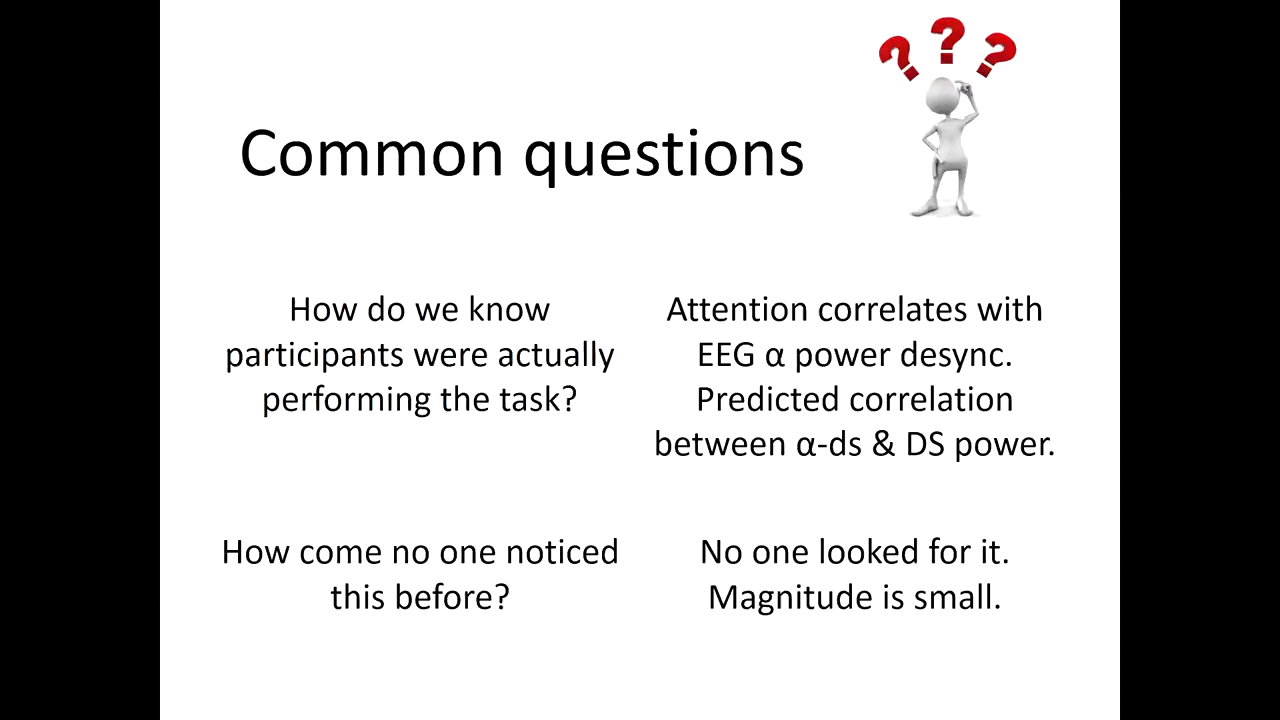 Common questions
How do we know
participants were actually
performing the task?
Attention correlates with
EEG α power desync.
Predicted correlation
between α-ds & DS power.
How come no one noticed
this before?
No one looked for it.
Magnitude is small.